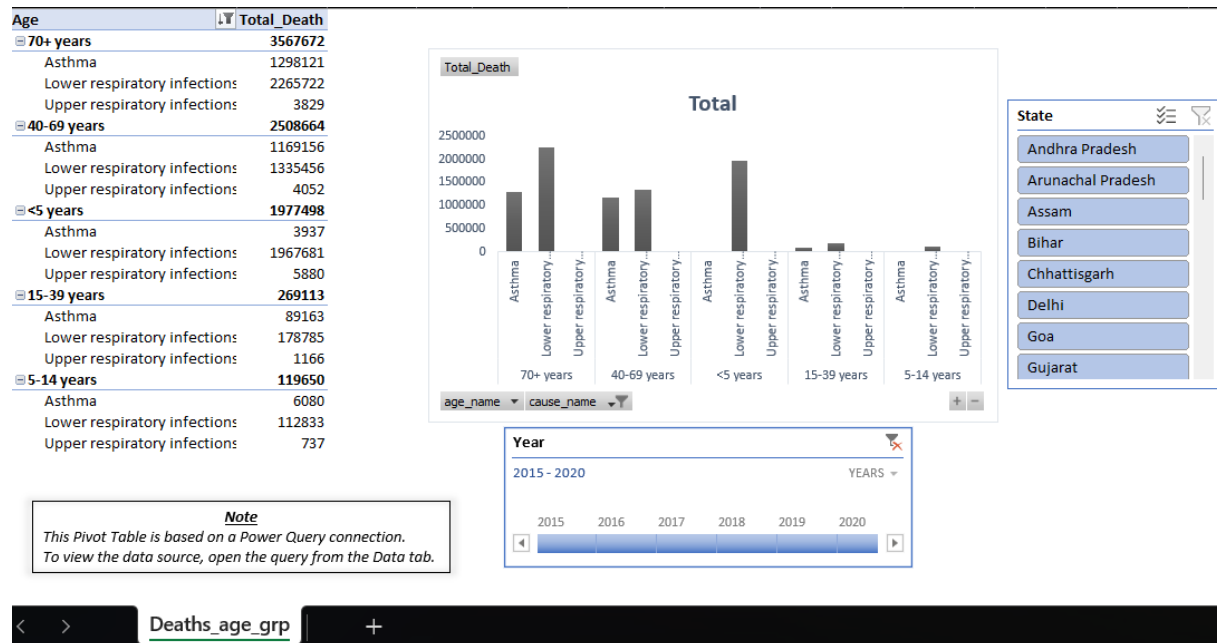 Age Total_Death
70+ years 3567672
Asthma 1298121
Lower respiratory infections 2265722
Upper respiratory infections 3829
40-69 years 2508664
Asthma 1169156
Lower respiratory infections 1335456
Upper respiratory infections 4052
<5 years 1977498
Asthma 3937
Lower respiratory infections 1967681
Upper respiratory infections 5880
15-39 years 269113
Asthma 89163
Lower respiratory infections 178785
Upper respiratory infections 1166
5-14 years 119650
Asthma 6080
Lower respiratory infections 112833
Upper respiratory infections 737
Total_Death
Total
2500000
2000000
1500000
1000000
500000
0
Asthma
Lower respiratory...
Upper respiratory...
Asthma
Lower respiratory...
Upper respiratory...
Asthma
Lower respiratory...
Upper respiratory...
Asthma
Lower respiratory...
Upper respiratory...
Asthma
Lower respiratory...
Upper respiratory...
70+ years 40-69 years <5 years 15-39 years 5-14 years
age_name cause_name + -
State
Andhra Pradesh
Arunachal Pradesh
Assam
Bihar
Chhattisgarh
Delhi
Goa
Gujarat
Year
2015 - 2020 YEARS
2015 2016 2017 2018 2019 2020
Note
This Pivot Table is based on a Power Query connection.
To view the data source, open the query from the Data tab.
Deaths_age_grp +